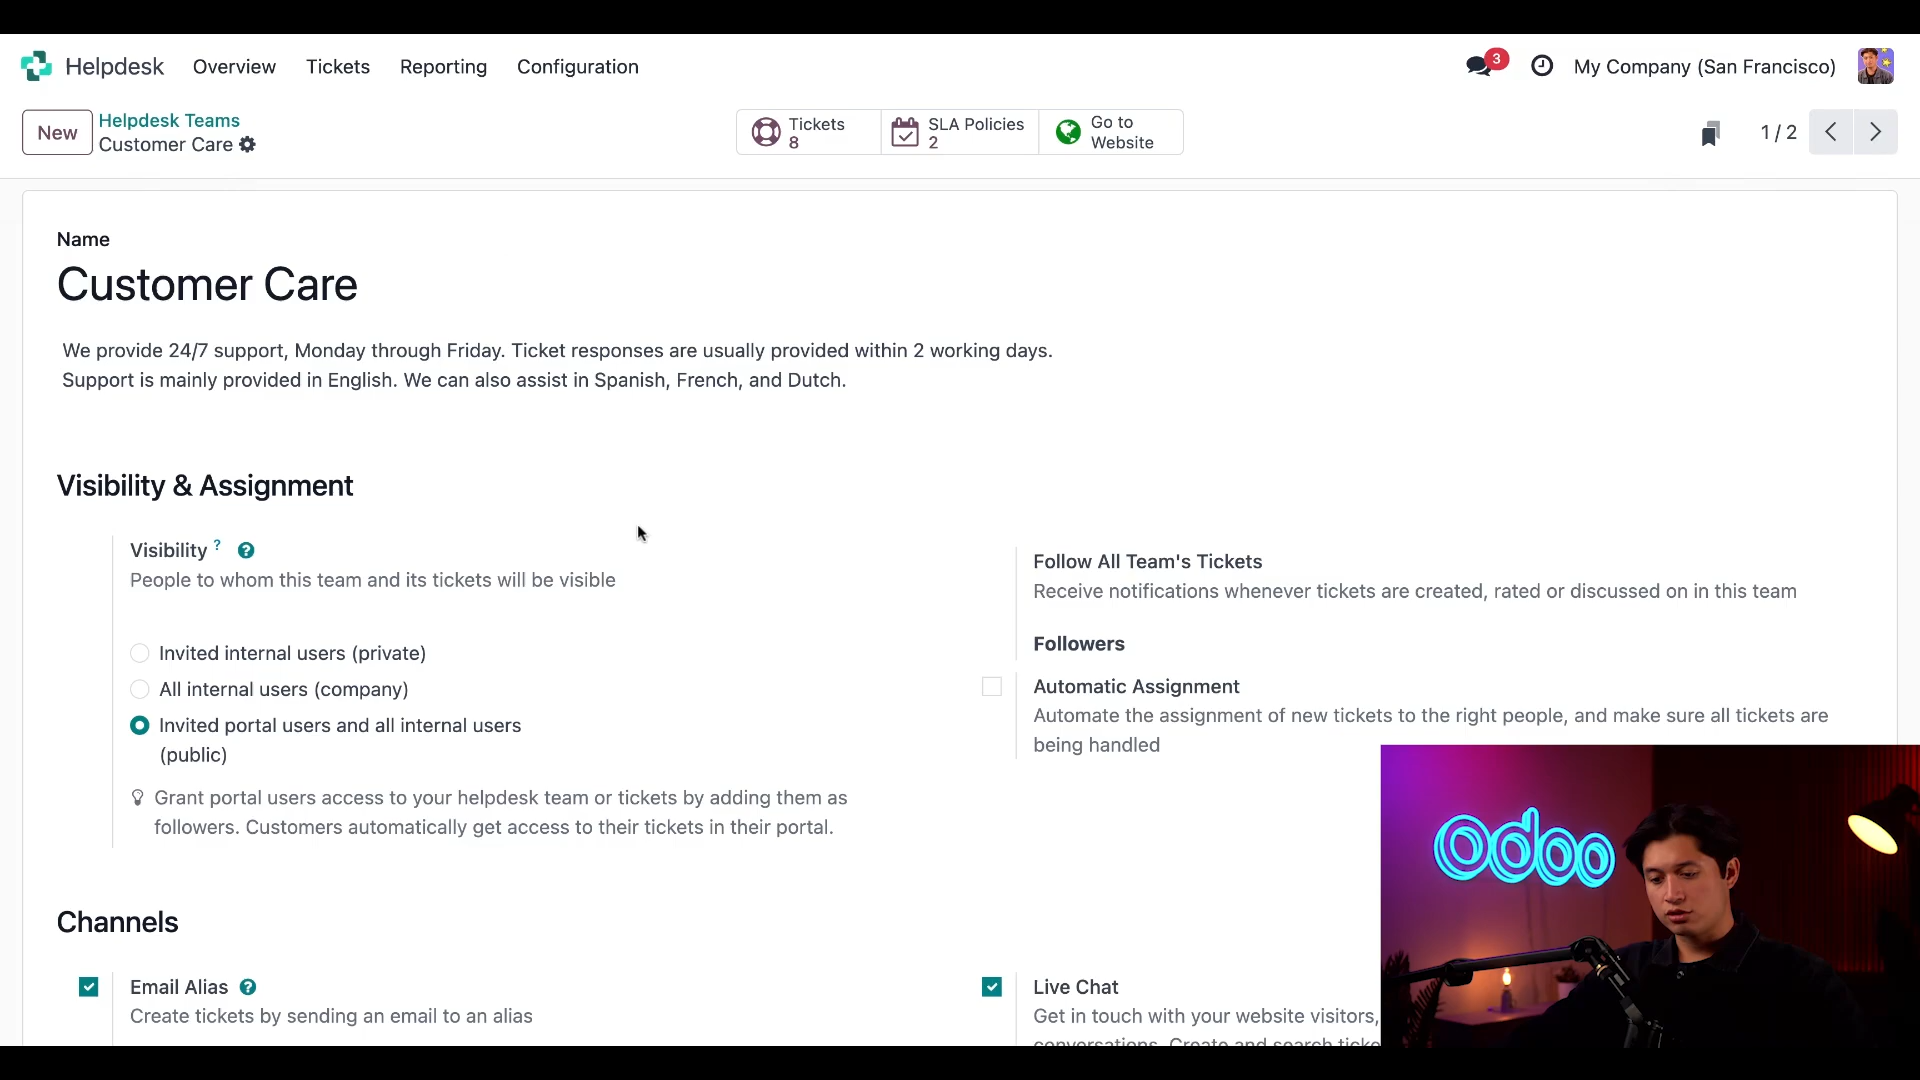 Helpdesk Overview Tickets Reporting Configuration
3 My Company (San Francisco)
New
Helpdesk Teams
Customer Care
Tickets
8
SLA Policies
2
Go to
Website
1 / 2
Name
Customer Care
We provide 24/7 support, Monday through Friday. Ticket responses are usually provided within 2 working days.
Support is mainly provided in English. We can also assist in Spanish, French, and Dutch.
Visibility & Assignment
Visibility ? ?
People to whom this team and its tickets will be visible
Invited internal users (private)
All internal users (company)
Invited portal users and all internal users
(public)
Grant portal users access to your helpdesk team or tickets by adding them as
followers. Customers automatically get access to their tickets in their portal.
Follow All Team's Tickets
Receive notifications whenever tickets are created, rated or discussed on in this team
Followers
Automatic Assignment
Automate the assignment of new tickets to the right people, and make sure all tickets are
being handled
Channels
Email Alias ?
Create tickets by sending an email to an alias
Live Chat
Get in touch with your website visitors,
conversations. Create and search ticke
odoo